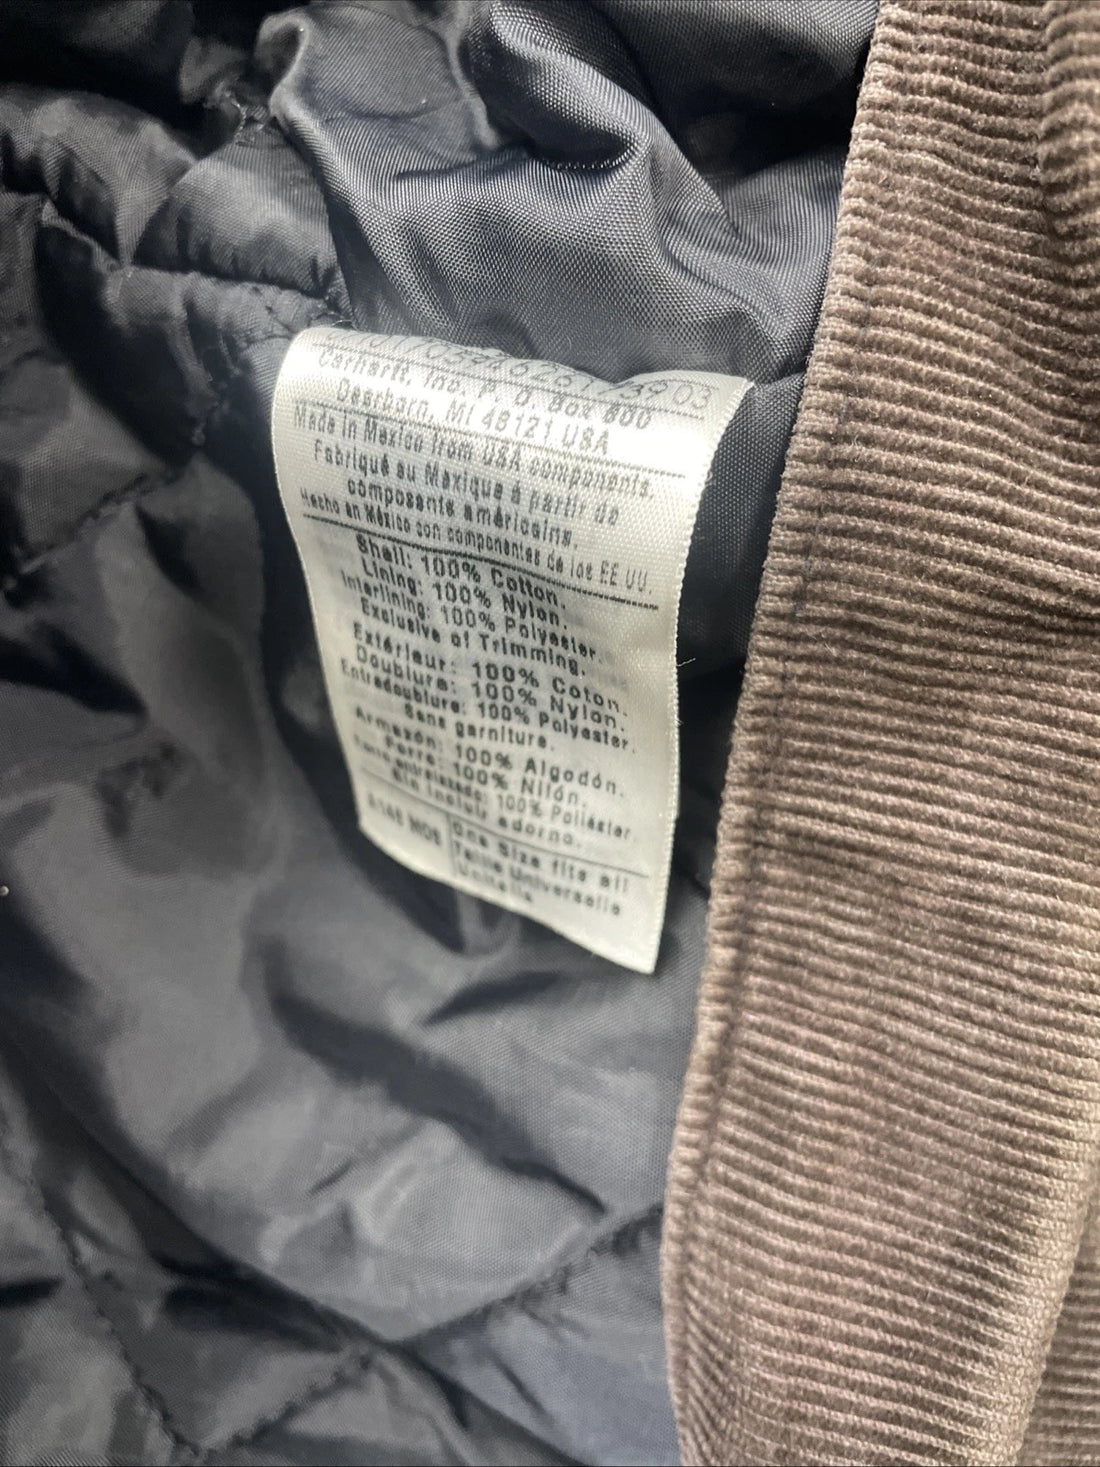 Carhartt, Inc. P. O. Box 600
Dearborn, MI 48121 USA
Made in Mexico from USA components.
Fabriqué au Mexique á partir de
composants américains.
Hecho en México con componentes de los EE UU.
Shell: 100% Cotton.
Lining: 100% Nylon.
Interlining: 100% Polyester.
Exclusive of Trimming.
Extérieur: 100% Coton.
Doublure: 100% Nylon.
Entredoublure: 100% Polyester.
Sans garniture.
Armazón: 100% Algodón.
Forro: 100% Nilón.
100% Poliéster.
Sin incluir adorno.
One Size fits all
Taille Universelle
Unitalla